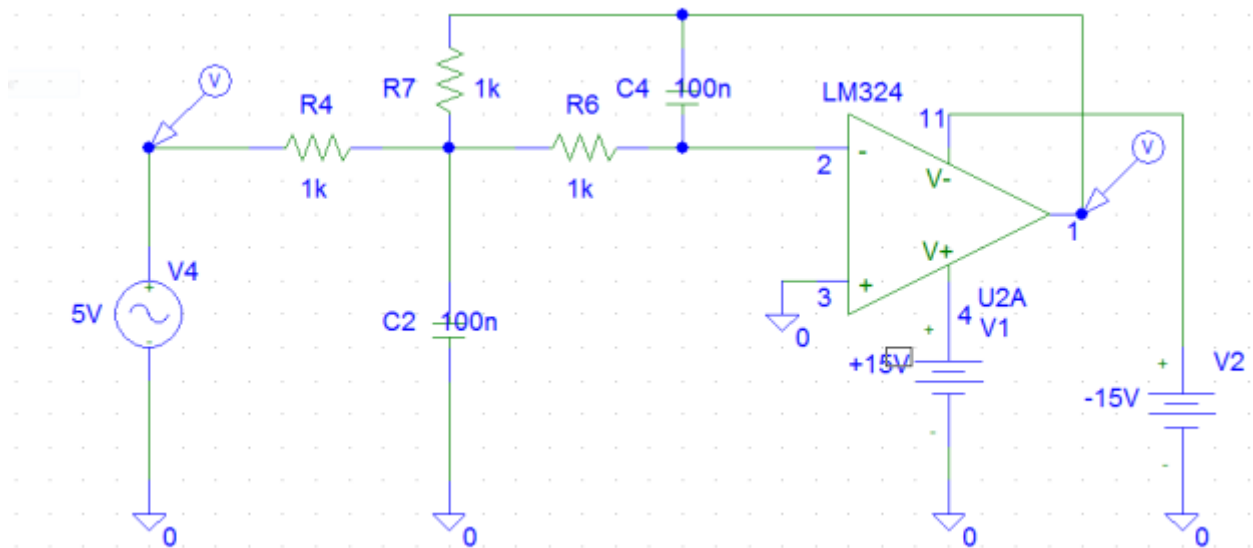 V
R7
1k
R4
1k
R6
1k
C4
100n
LM324
11
2
-
V-
V
1
V+
3
+
0
U2A
4
V1
+
+15V
-
V4
5V
+
-
C2
100n
+
V2
-15V
-
0
0
0
0